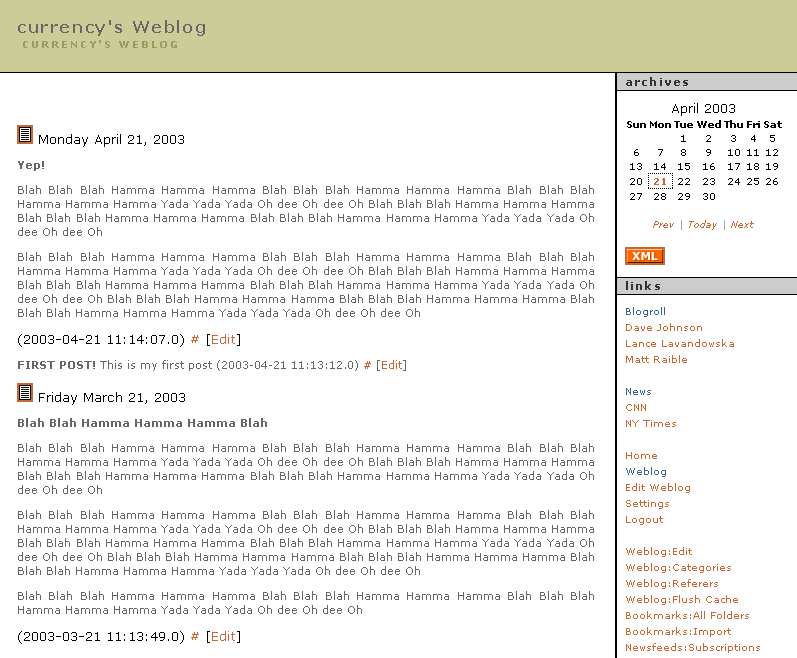 currency's Weblog
CURRENCY'S WEBLOG
Monday April 21, 2003
Yep!
Blah Blah Blah Hamma Hamma Hamma Blah Blah Blah Hamma Hamma Hamma Blah Blah Blah
Hamma Hamma Hamma Yada Yada Yada Oh dee Oh dee Oh Blah Blah Blah Hamma Hamma Hamma
Blah Blah Blah Hamma Hamma Hamma Blah Blah Blah Hamma Hamma Hamma Yada Yada Yada Oh
dee Oh dee Oh
Blah Blah Blah Hamma Hamma Hamma Blah Blah Blah Hamma Hamma Hamma Blah Blah Blah
Hamma Hamma Hamma Yada Yada Yada Oh dee Oh dee Oh Blah Blah Blah Hamma Hamma Hamma
Blah Blah Blah Hamma Hamma Hamma Blah Blah Blah Hamma Hamma Hamma Yada Yada Yada Oh
dee Oh dee Oh Blah Blah Blah Hamma Hamma Hamma Blah Blah Blah Hamma Hamma Hamma Blah
Blah Blah Hamma Hamma Hamma Yada Yada Yada Oh dee Oh dee Oh
(2003-04-21 11:14:07.0) # [Edit]
FIRST POST! This is my first post (2003-04-21 11:13:12.0) # [Edit]
Friday March 21, 2003
Blah Blah Hamma Hamma Hamma Blah
Blah Blah Blah Hamma Hamma Hamma Blah Blah Blah Hamma Hamma Hamma Blah Blah Blah
Hamma Hamma Hamma Yada Yada Yada Oh dee Oh dee Oh Blah Blah Blah Hamma Hamma Hamma
Blah Blah Blah Hamma Hamma Hamma Blah Blah Blah Hamma Hamma Hamma Yada Yada Yada Oh
dee Oh dee Oh
Blah Blah Blah Hamma Hamma Hamma Blah Blah Blah Hamma Hamma Hamma Blah Blah Blah
Hamma Hamma Hamma Yada Yada Yada Oh dee Oh dee Oh Blah Blah Blah Hamma Hamma Hamma
Blah Blah Blah Hamma Hamma Hamma Blah Blah Blah Hamma Hamma Hamma Yada Yada Yada Oh
dee Oh dee Oh Blah Blah Blah Hamma Hamma Hamma Blah Blah Blah Hamma Hamma Hamma Blah
Blah Blah Hamma Hamma Hamma Yada Yada Yada Oh dee Oh dee Oh
Blah Blah Blah Hamma Hamma Hamma Blah Blah Blah Hamma Hamma Hamma Blah Blah Blah
Hamma Hamma Hamma Yada Yada Yada Oh dee Oh dee Oh
(2003-03-21 11:13:49.0) # [Edit]
archives
April 2003
Sun Mon Tue Wed Thu Fri Sat
1 2 3 4 5
6 7 8 9 10 11 12
13 14 15 16 17 18 19
20 21 22 23 24 25 26
27 28 29 30
Prev | Today | Next
XML
links
Blogroll
Dave Johnson
Lance Lavandowska
Matt Raible
News
CNN
NY Times
Home
Weblog
Edit Weblog
Settings
Logout
Weblog:Edit
Weblog:Categories
Weblog:Referers
Weblog:Flush Cache
Bookmarks:All Folders
Bookmarks:Import
Newsfeeds:Subscriptions